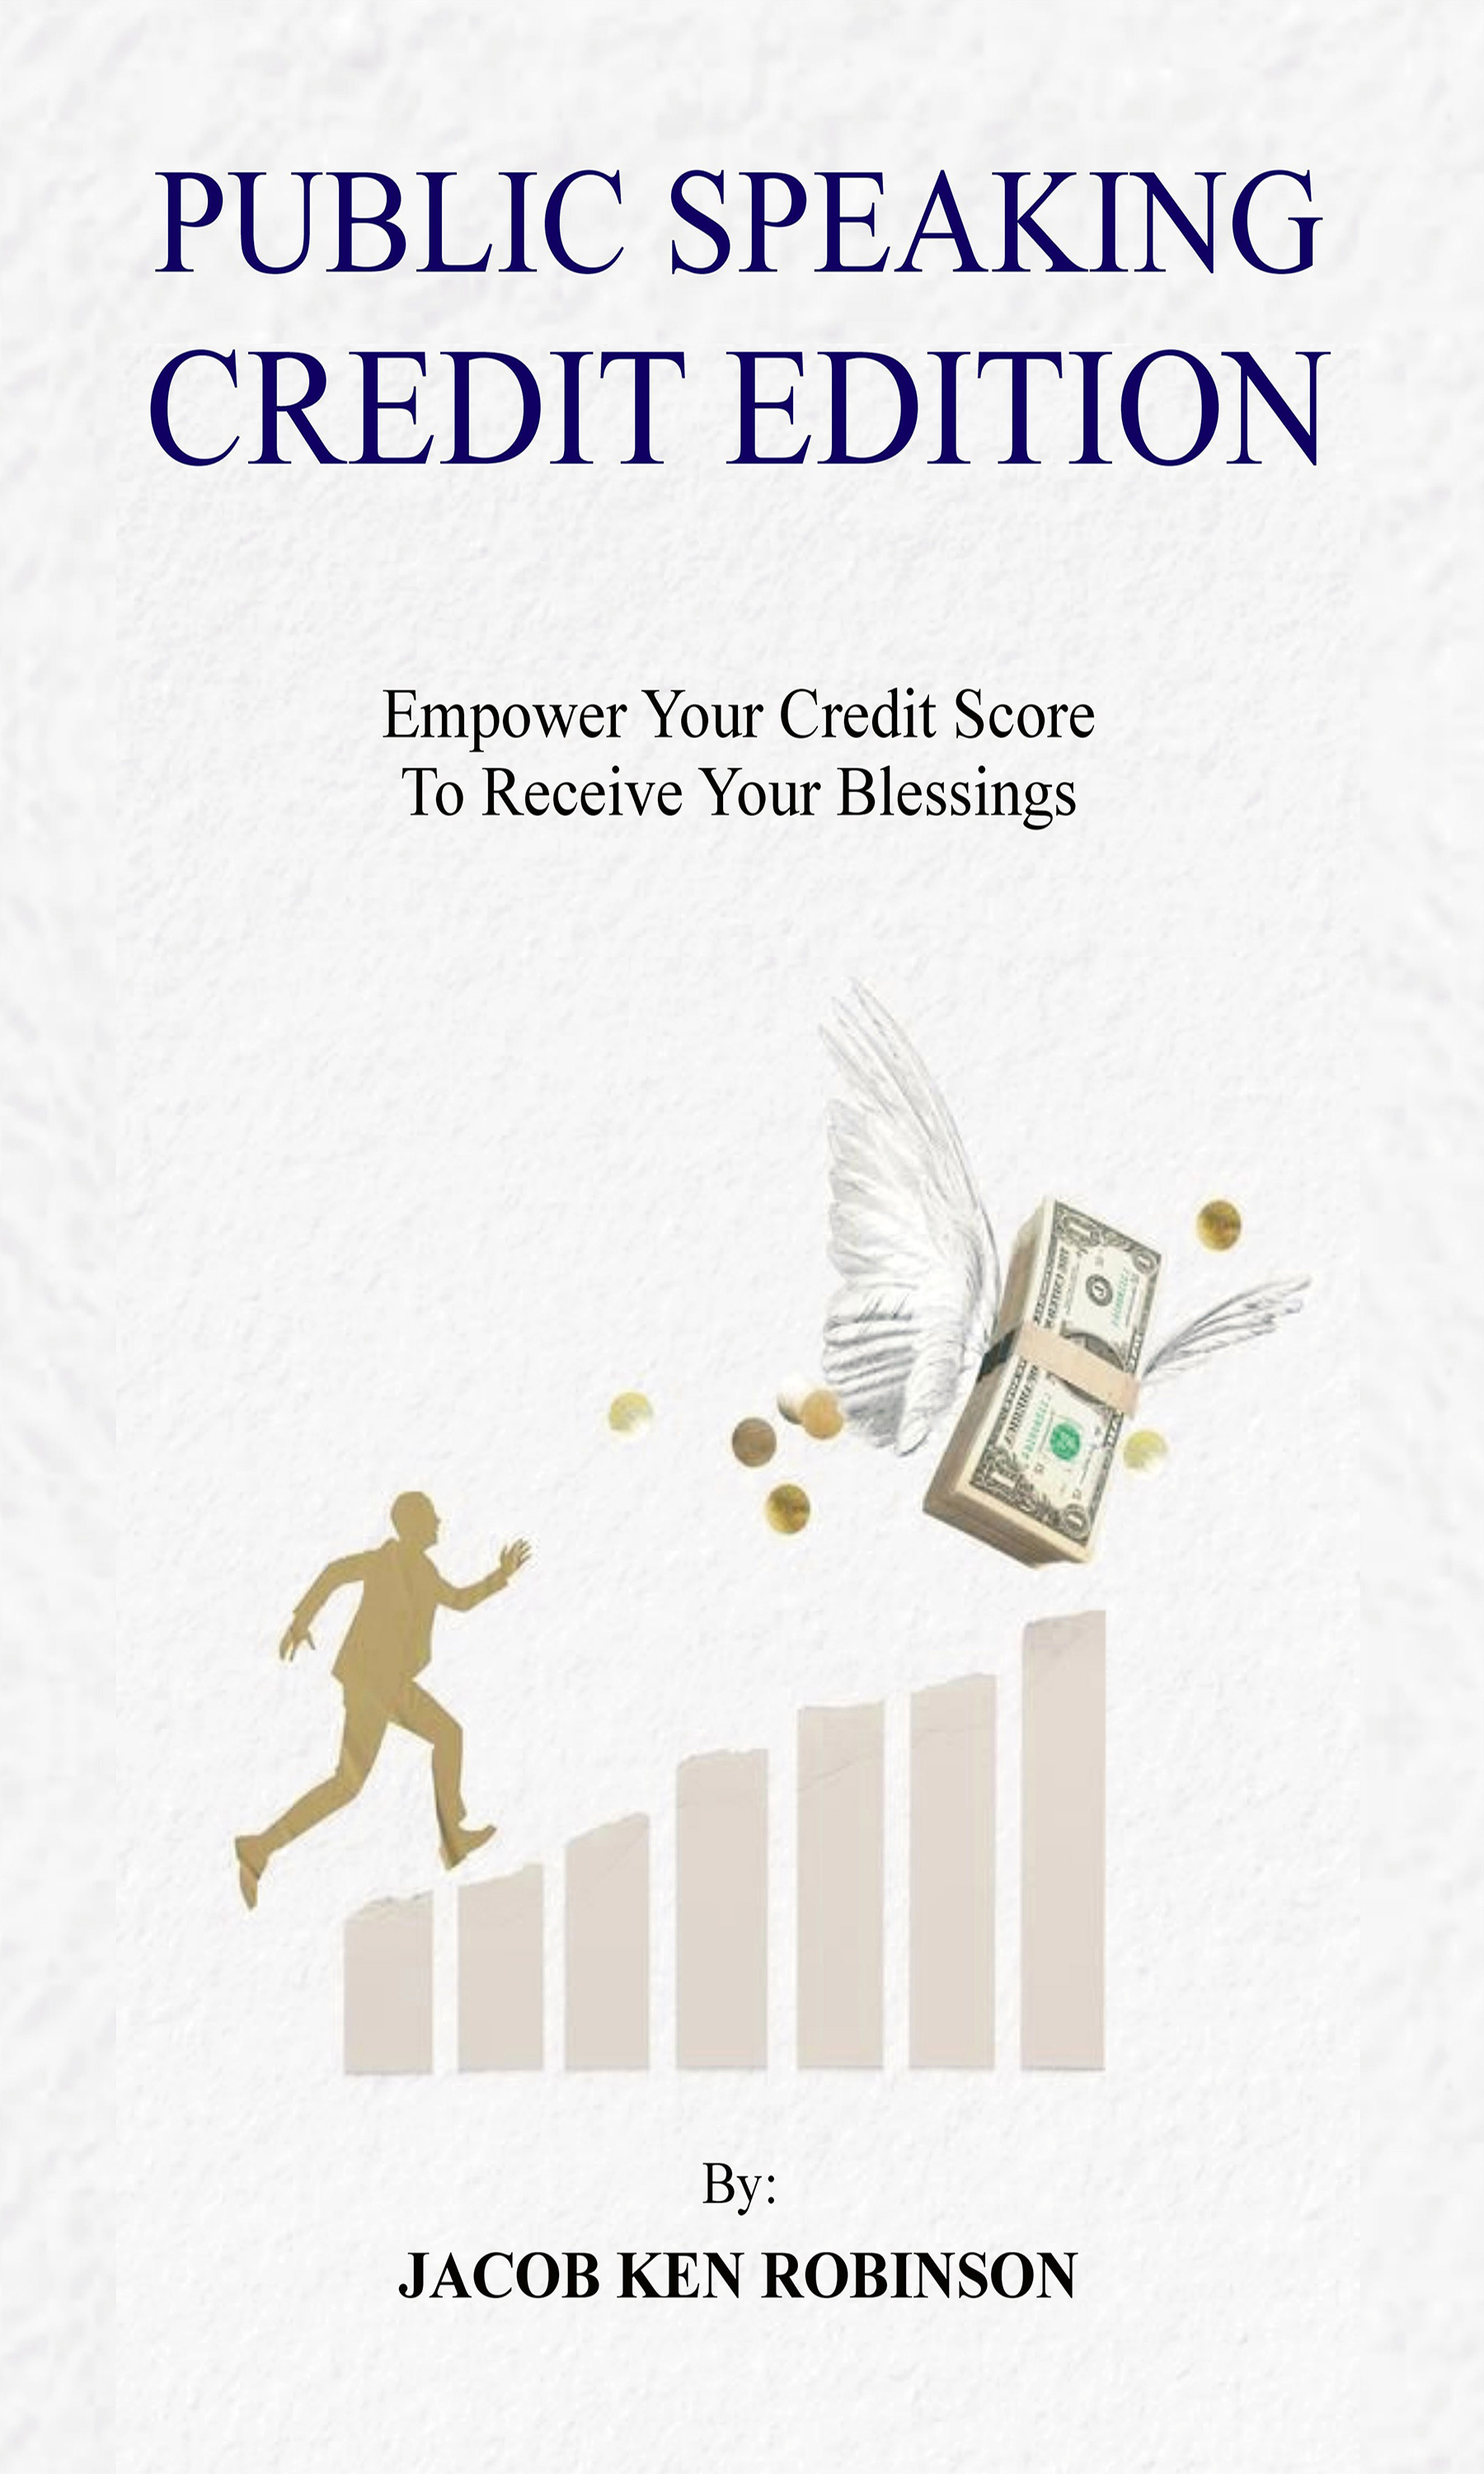 PUBLIC SPEAKING
CREDIT EDITION
Empower Your Credit Score
To Receive Your Blessings
By:
JACOB KEN ROBINSON